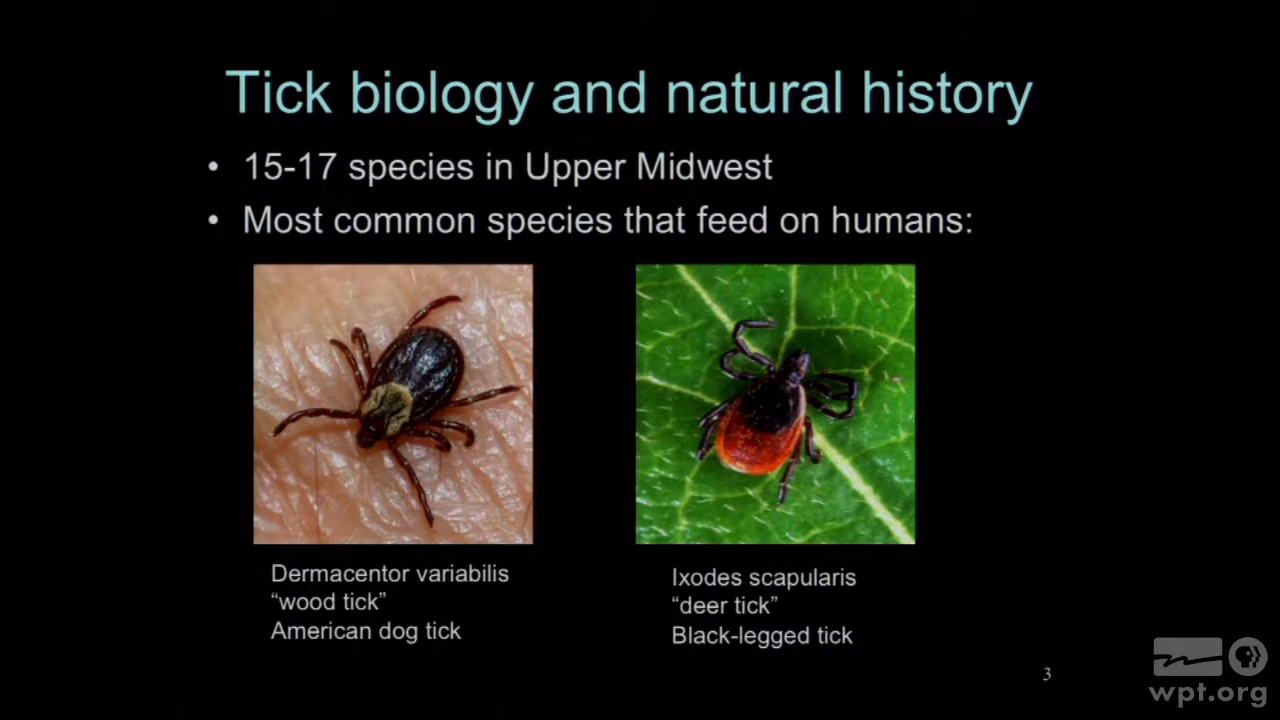 Tick biology and natural history
• 15-17 species in Upper Midwest
• Most common species that feed on humans:
Dermacentor variabilis
“wood tick”
American dog tick
Ixodes scapularis
“deer tick”
Black-legged tick
3
wpt.org